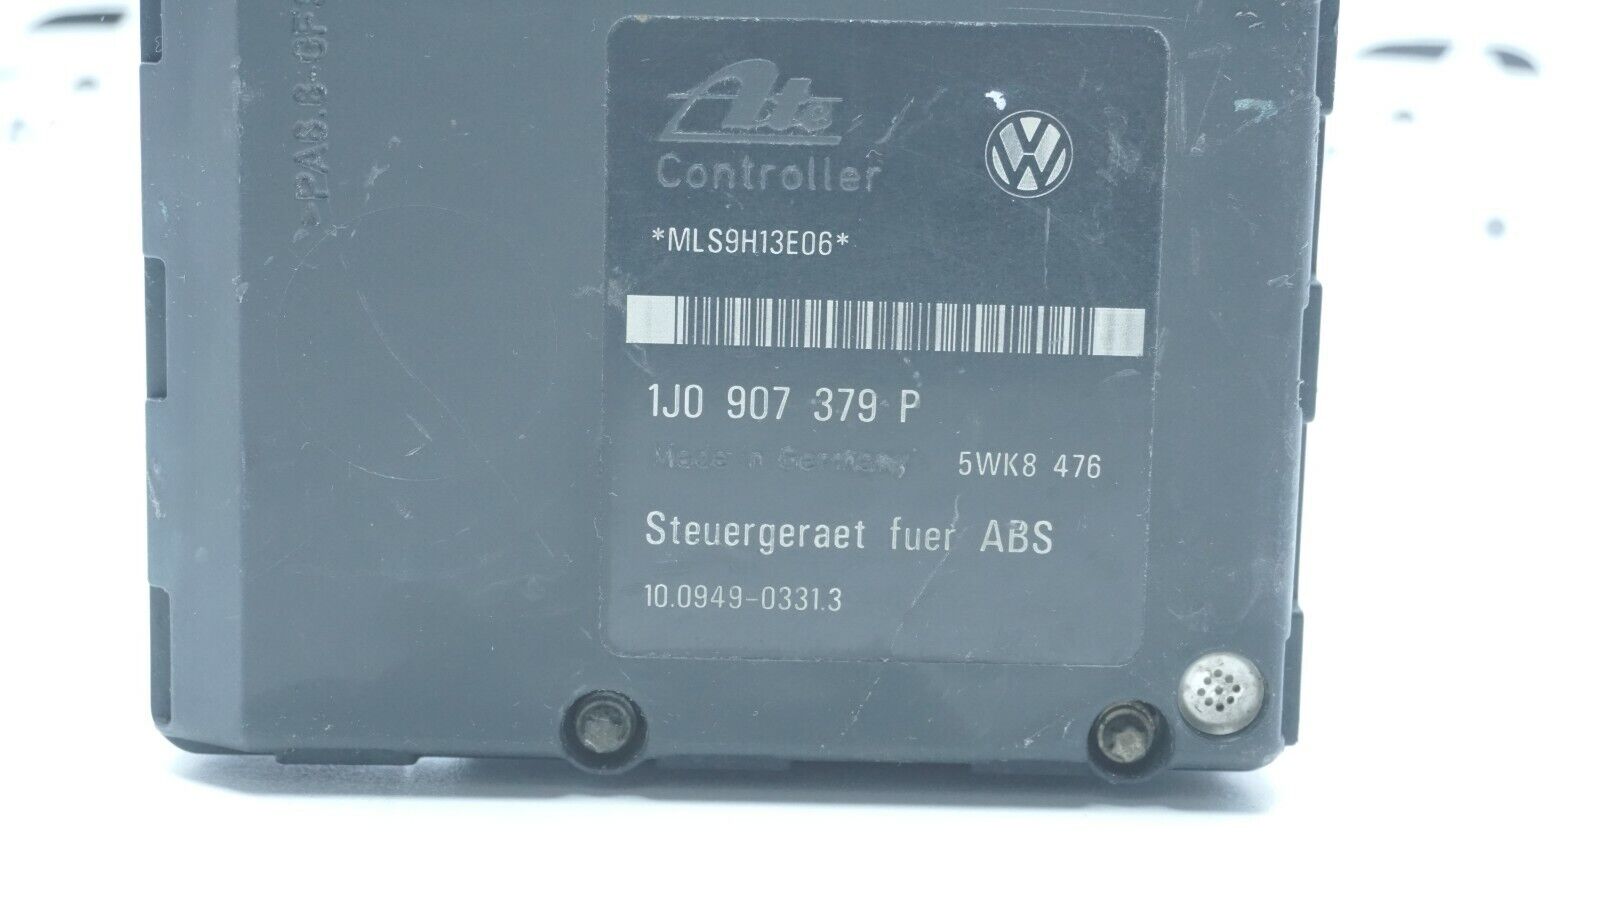 Ate
Controller
*MLS9H13E06*
1J0 907 379 P
Made in Germany
5WK8 476
Steuergeraet fuer ABS
10.0949-0331.3